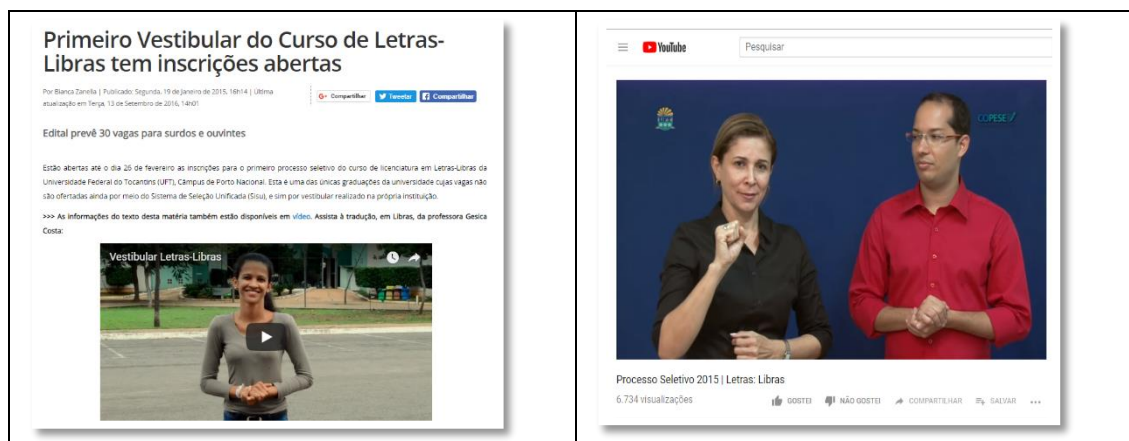 Primeiro Vestibular do Curso de Letras-
Libras tem inscrições abertas
Por Bianca Zanella | Publicado: Segunda, 19 de Janeiro de 2015, 16h14 | Última
atualização em Terça, 13 de Setembro de 2016, 14h01
G+ Compartilhar Tweetar Compartilhar
Edital prevê 30 vagas para surdos e ouvintes
Estão abertas até o dia 26 de fevereiro as inscrições para o primeiro processo seletivo do curso de licenciatura em Letras-Libras da
Universidade Federal do Tocantins (UFT), Câmpus de Porto Nacional. Esta é uma das únicas graduações da universidade cujas vagas não
são ofertadas ainda por meio do Sistema de Seleção Unificada (Sisu), e sim por vestibular realizado na própria instituição.
>>> As informações do texto desta matéria também estão disponíveis em vídeo. Assista à tradução, em Libras, da professora Gesica
Costa:
Vestibular Letras-Libras
YouTube
Pesquisar
COPESE
Processo Seletivo 2015 | Letras: Libras
6.734 visualizações
GOSTEI NÃO GOSTEI COMPARTILHAR SALVAR